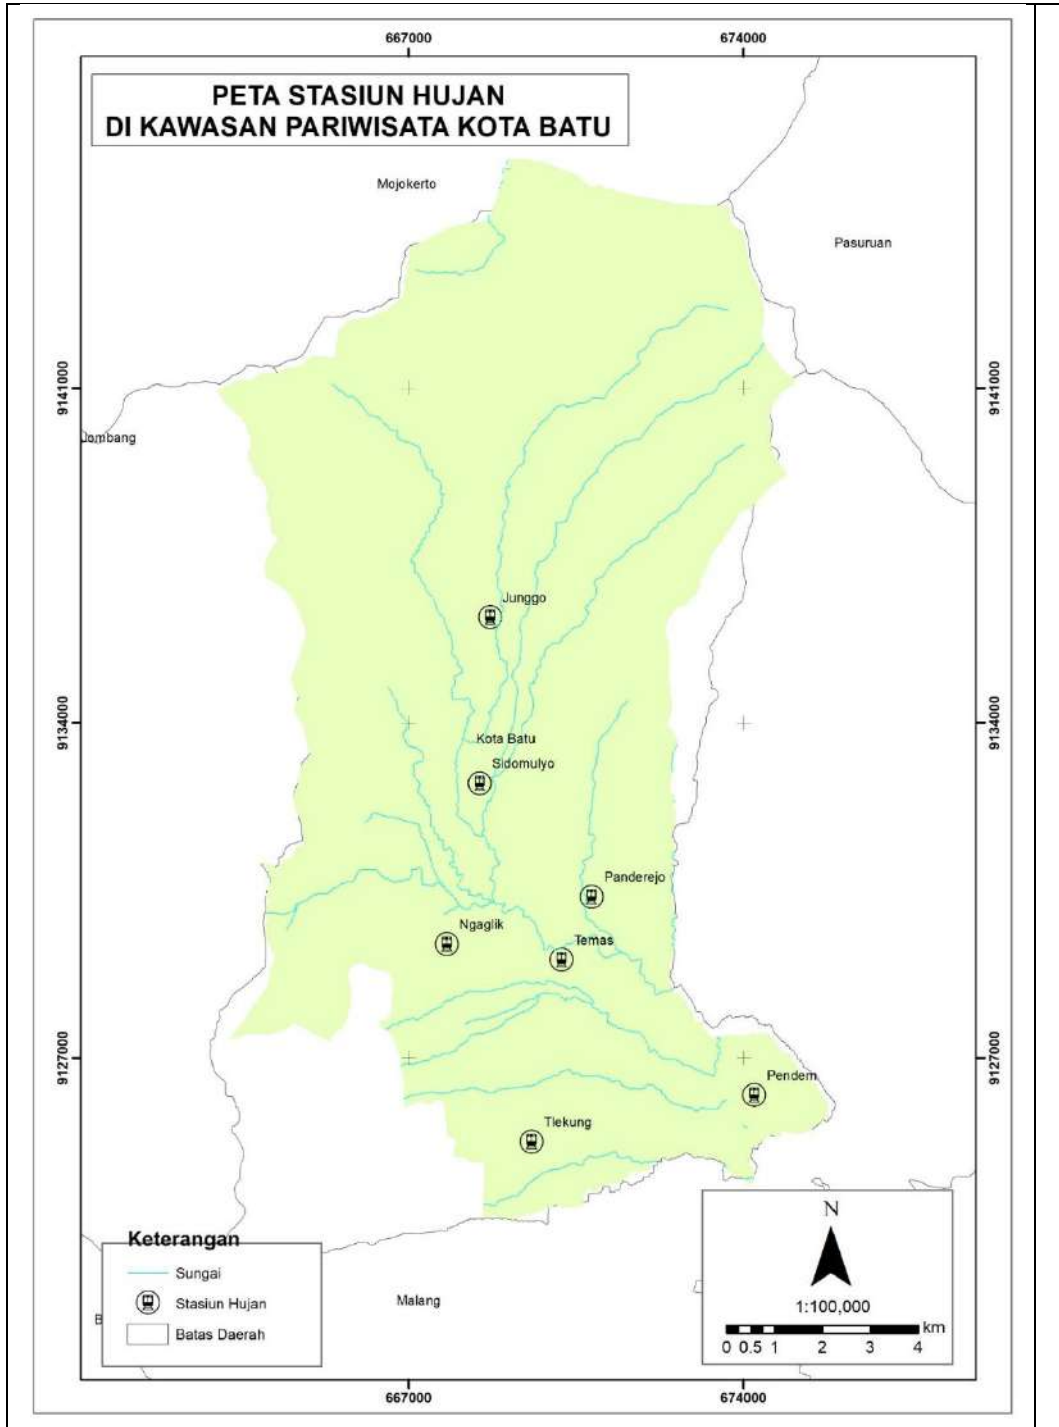 667000
674000
PETA STASIUN HUJAN
DI KAWASAN PARIWISATA KOTA BATU
Mojokerto
Pasuruan
9141000
9141000
Jombang
Junggo
9134000
9134000
Kota Batu
Sidomulyo
Panderejo
Ngaglik
Temas
9127000
9127000
Pendem
Tlekung
N
1:100,000
km
0 0.5 1 2 3 4
Keterangan
Sungai
Stasiun Hujan
Batas Daerah
Malang
667000
674000